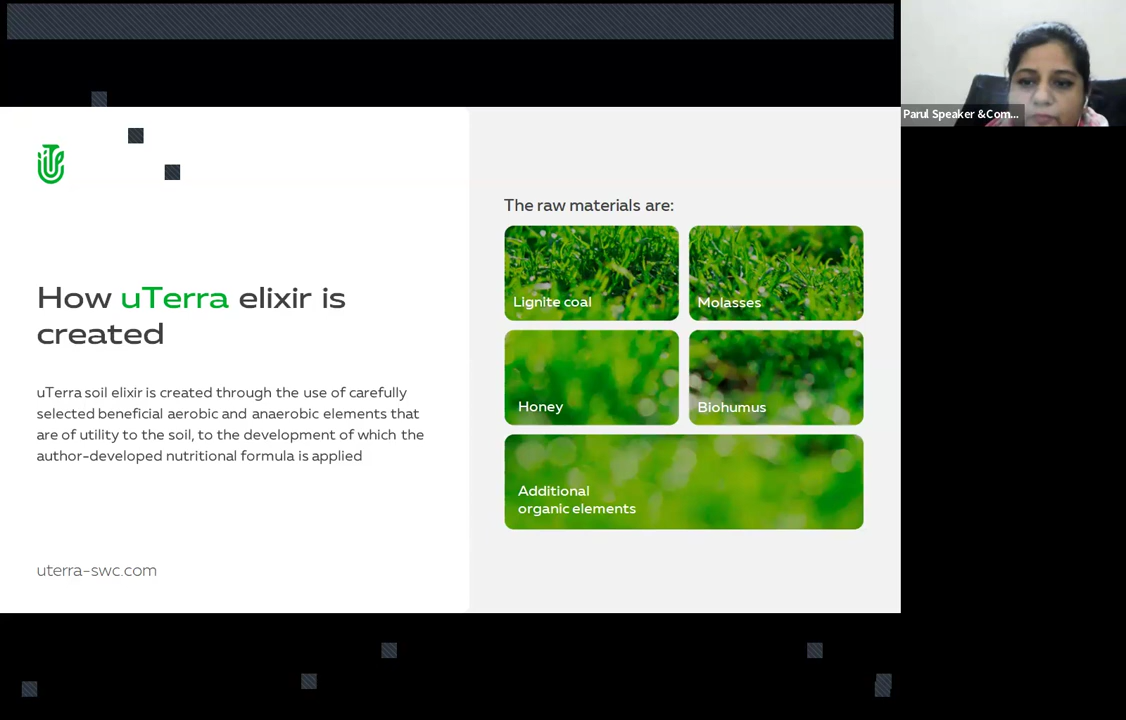 Parul Speaker &Com...
How uTerra elixir is
created
uTerra soil elixir is created through the use of carefully
selected beneficial aerobic and anaerobic elements that
are of utility to the soil, to the development of which the
author-developed nutritional formula is applied
uterra-swc.com
The raw materials are:
Lignite coal
Molasses
Honey
Biohumus
Additional
organic elements